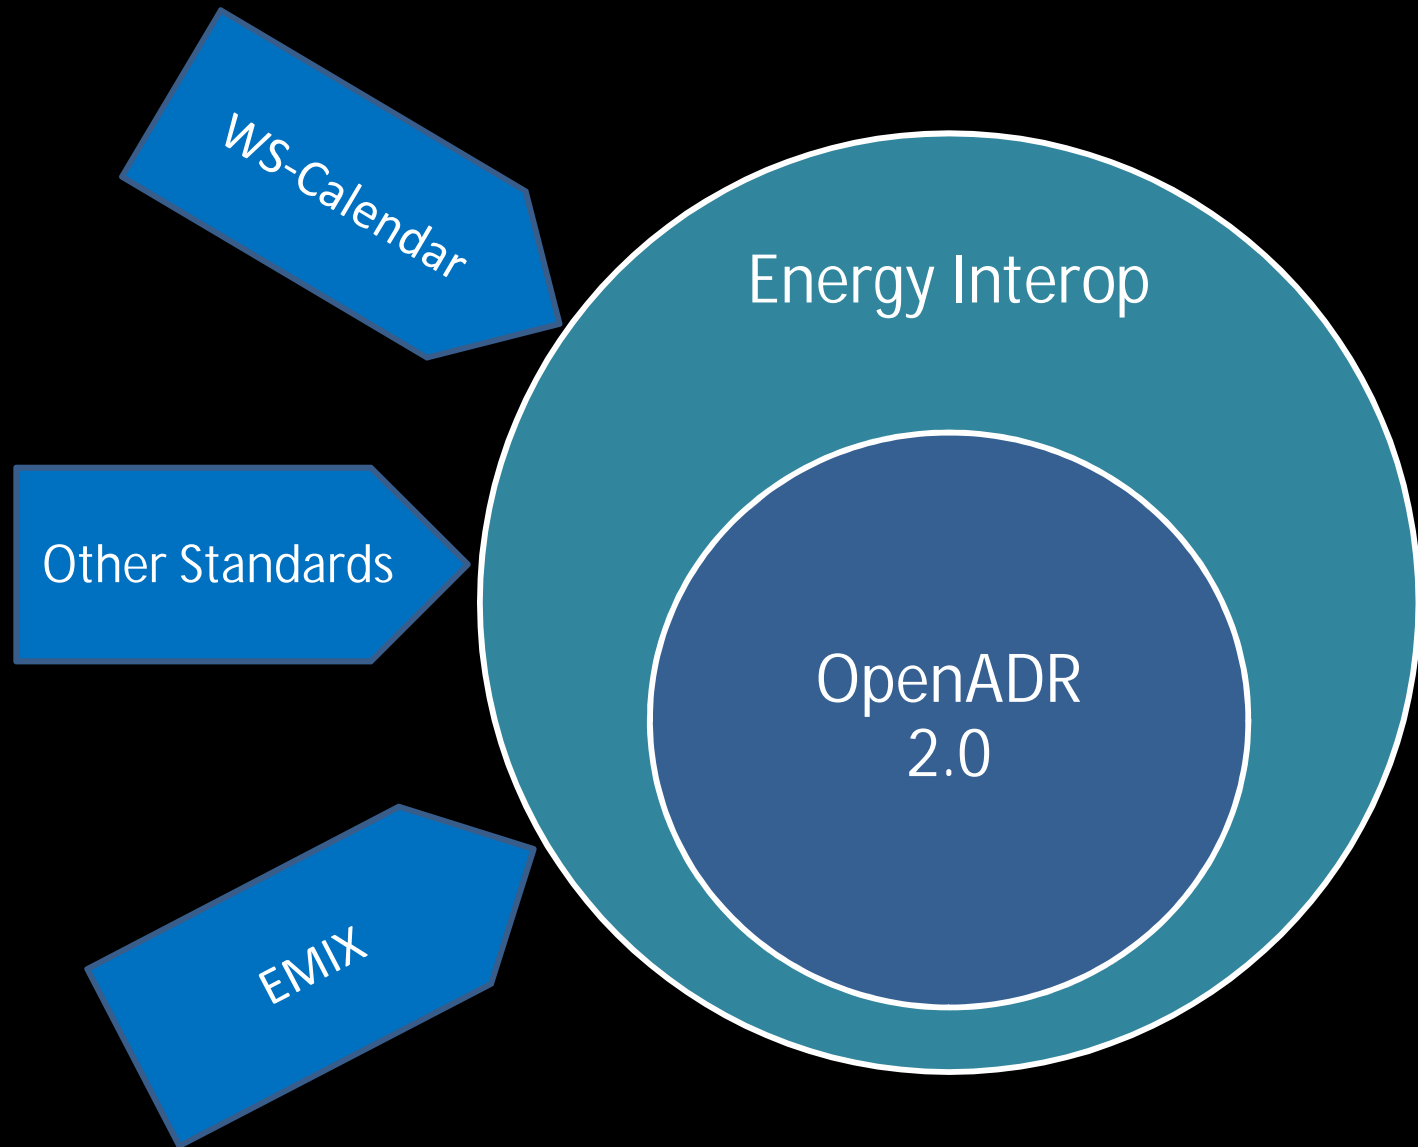 WS-Calendar
Energy Interop
Other Standards
OpenADR
2.0
EMIX